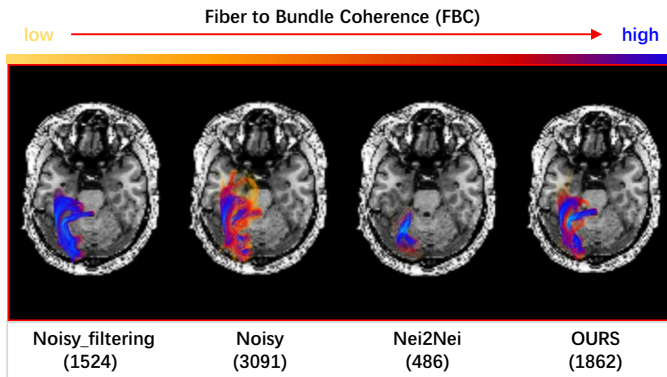 Fiber to Bundle Coherence (FBC)
low high
Noisy_filtering Noisy Nei2Nei OURS
(1524) (3091) (486) (1862)